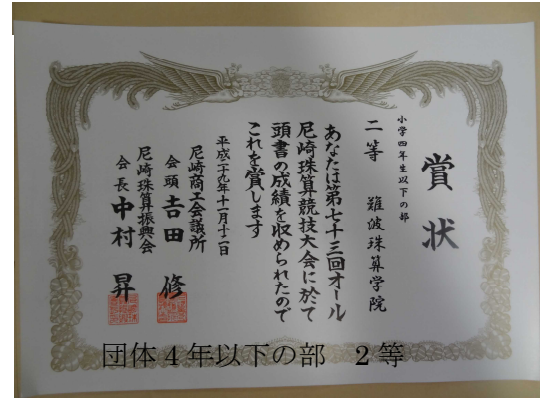 賞状
小学四年生以下の部
二等 難波珠算学院
あなたは第七十三回オール
尼崎珠算競技大会に於て
頭書の成績を収められたので
これを賞します
平成二十九年十一月十二日
尼崎商工会議所
会頭 吉田 修
尼崎珠算振興会
会長 中村 昇
団体4年以下の部 2等